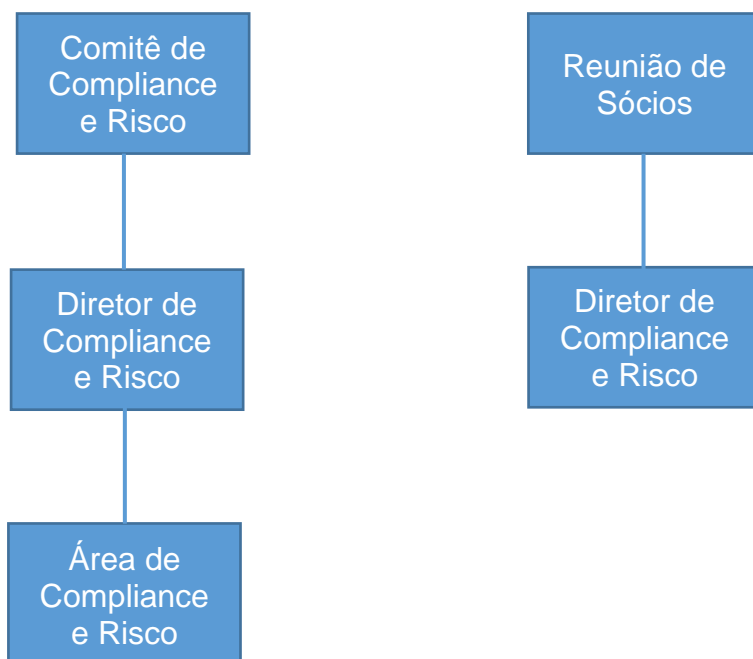 Comitê de
Compliance
e Risco
Reunião de
Sócios
Diretor de
Compliance
e Risco
Diretor de
Compliance
e Risco
Área de
Compliance
e Risco